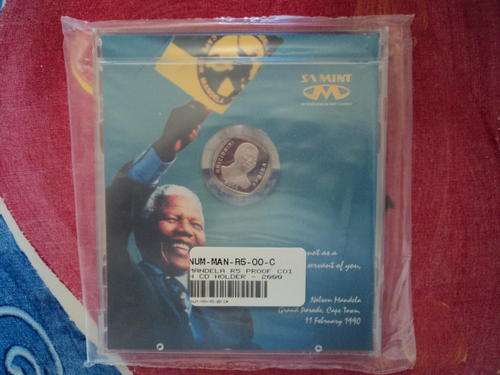 SA MINT
NUM-MAN-R5-00-C
MANDELA R5 PROOF COI
CD HOLDER - 2000
not as a
servant of you,
Nelson Mandela
Grand Parade, Cape Town
11 February 1990